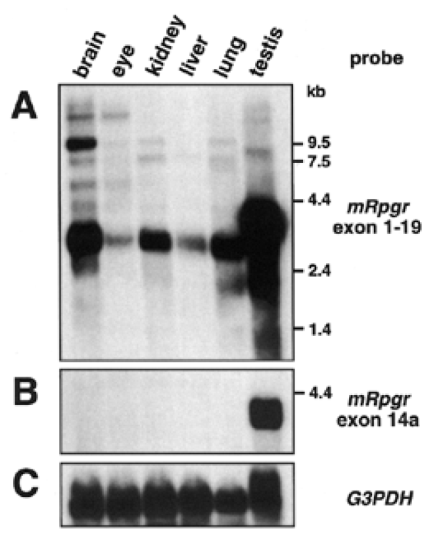 brain eye kidney liver lung testis
probe
A
kb
9.5
7.5
4.4
mRpgr
exon 1-19
2.4
1.4
B
4.4
mRpgr
exon 14a
C
G3PDH